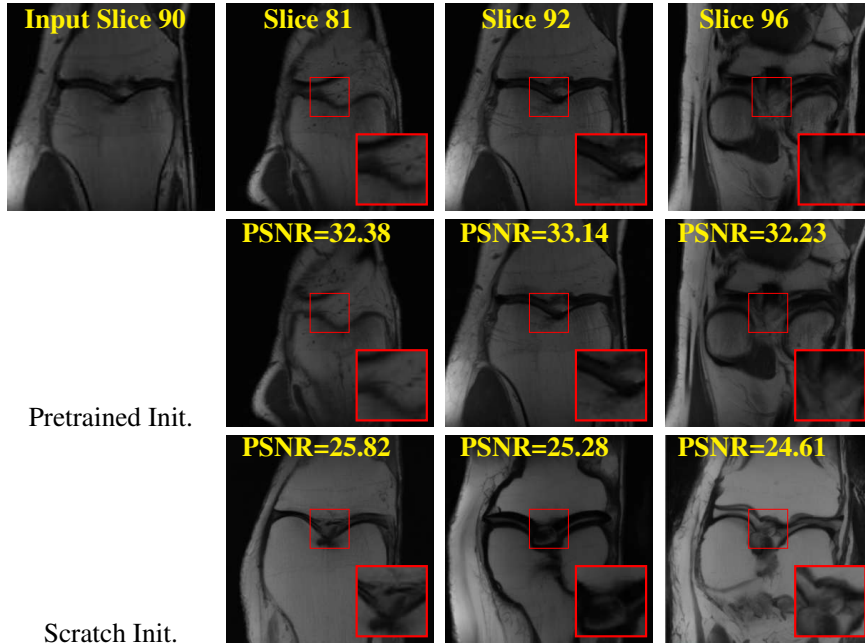 Input Slice 90 Slice 81 Slice 92 Slice 96
PSNR=32.38 PSNR=33.14 PSNR=32.23
Pretrained Init.
PSNR=25.82 PSNR=25.28 PSNR=24.61
Scratch Init.